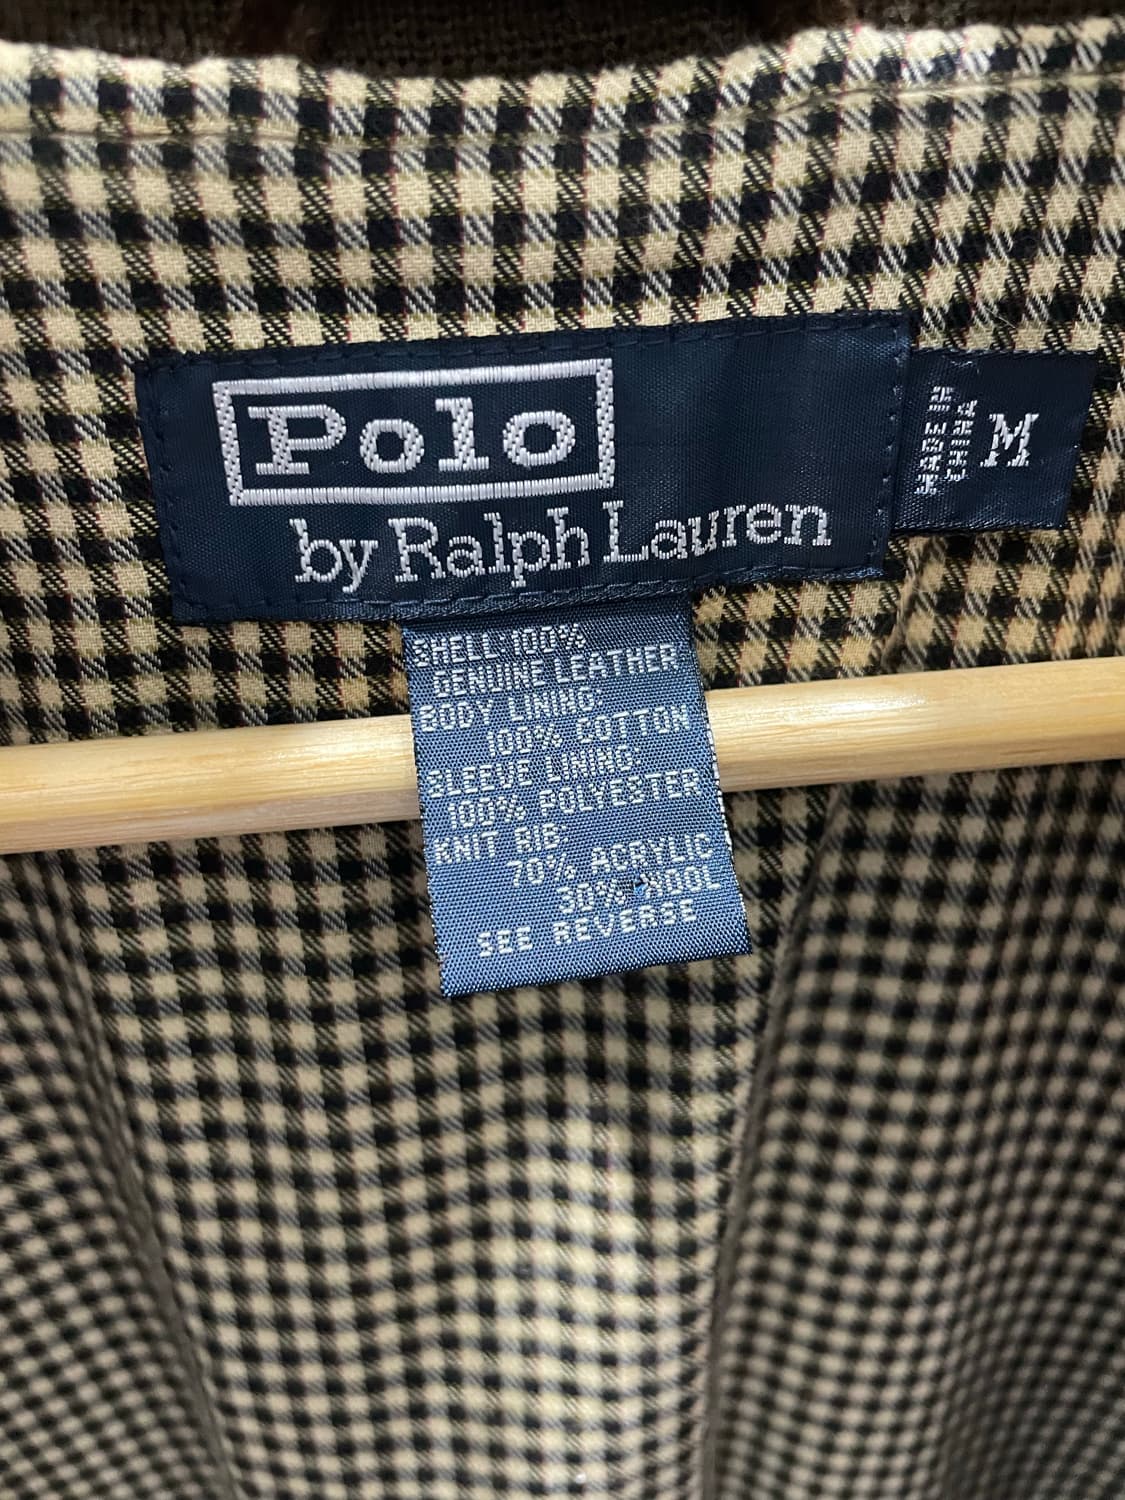 Polo
by Ralph Lauren
MADE IN
CHINA
M
SHELL:100%
GENUINE LEATHER
BODY LINING:
100% COTTON
SLEEVE LINING:
100% POLYESTER
KNIT RIB:
70% ACRYLIC
30% WOOL
SEE REVERSE